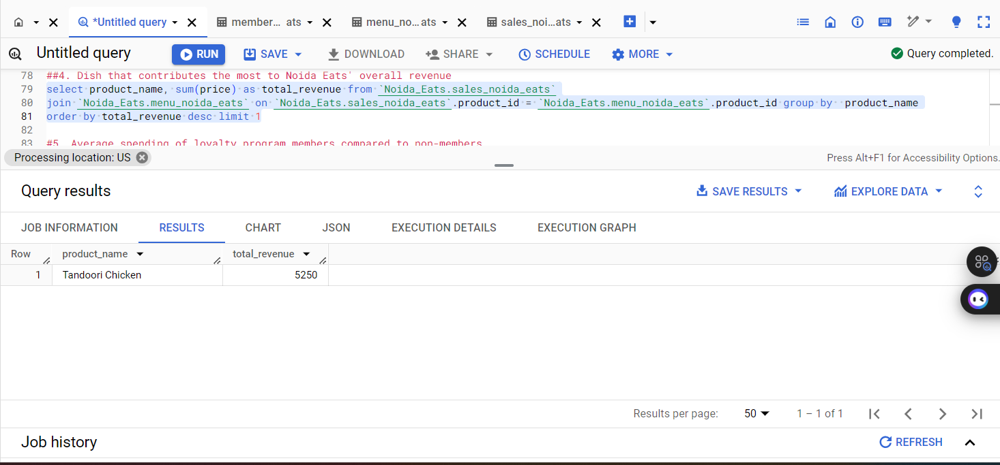 *Untitled query
member... ats
menu_no...ats
sales_noi...ats
Untitled query
RUN
SAVE
DOWNLOAD
SHARE
SCHEDULE
MORE
Query completed.
78 ##4. Dish that contributes the most to Noida Eats' overall revenue
79 select product_name, sum(price) as total_revenue from `Noida_Eats.sales_noida_eats`
80 join `Noida_Eats.menu_noida_eats` on `Noida_Eats.sales_noida_eats`.product_id = `Noida_Eats.menu_noida_eats`.product_id group by  product_name
81 order by total_revenue desc limit 1
82
83 #5. Average spending of loyalty program members compared to non-members
Processing location: US
Press Alt+F1 for Accessibility Options.
Query results
SAVE RESULTS
EXPLORE DATA
JOB INFORMATION
RESULTS
CHART
JSON
EXECUTION DETAILS
EXECUTION GRAPH
Row product_name total_revenue
1 Tandoori Chicken 5250
Results per page: 50 1 – 1 of 1
Job history
REFRESH